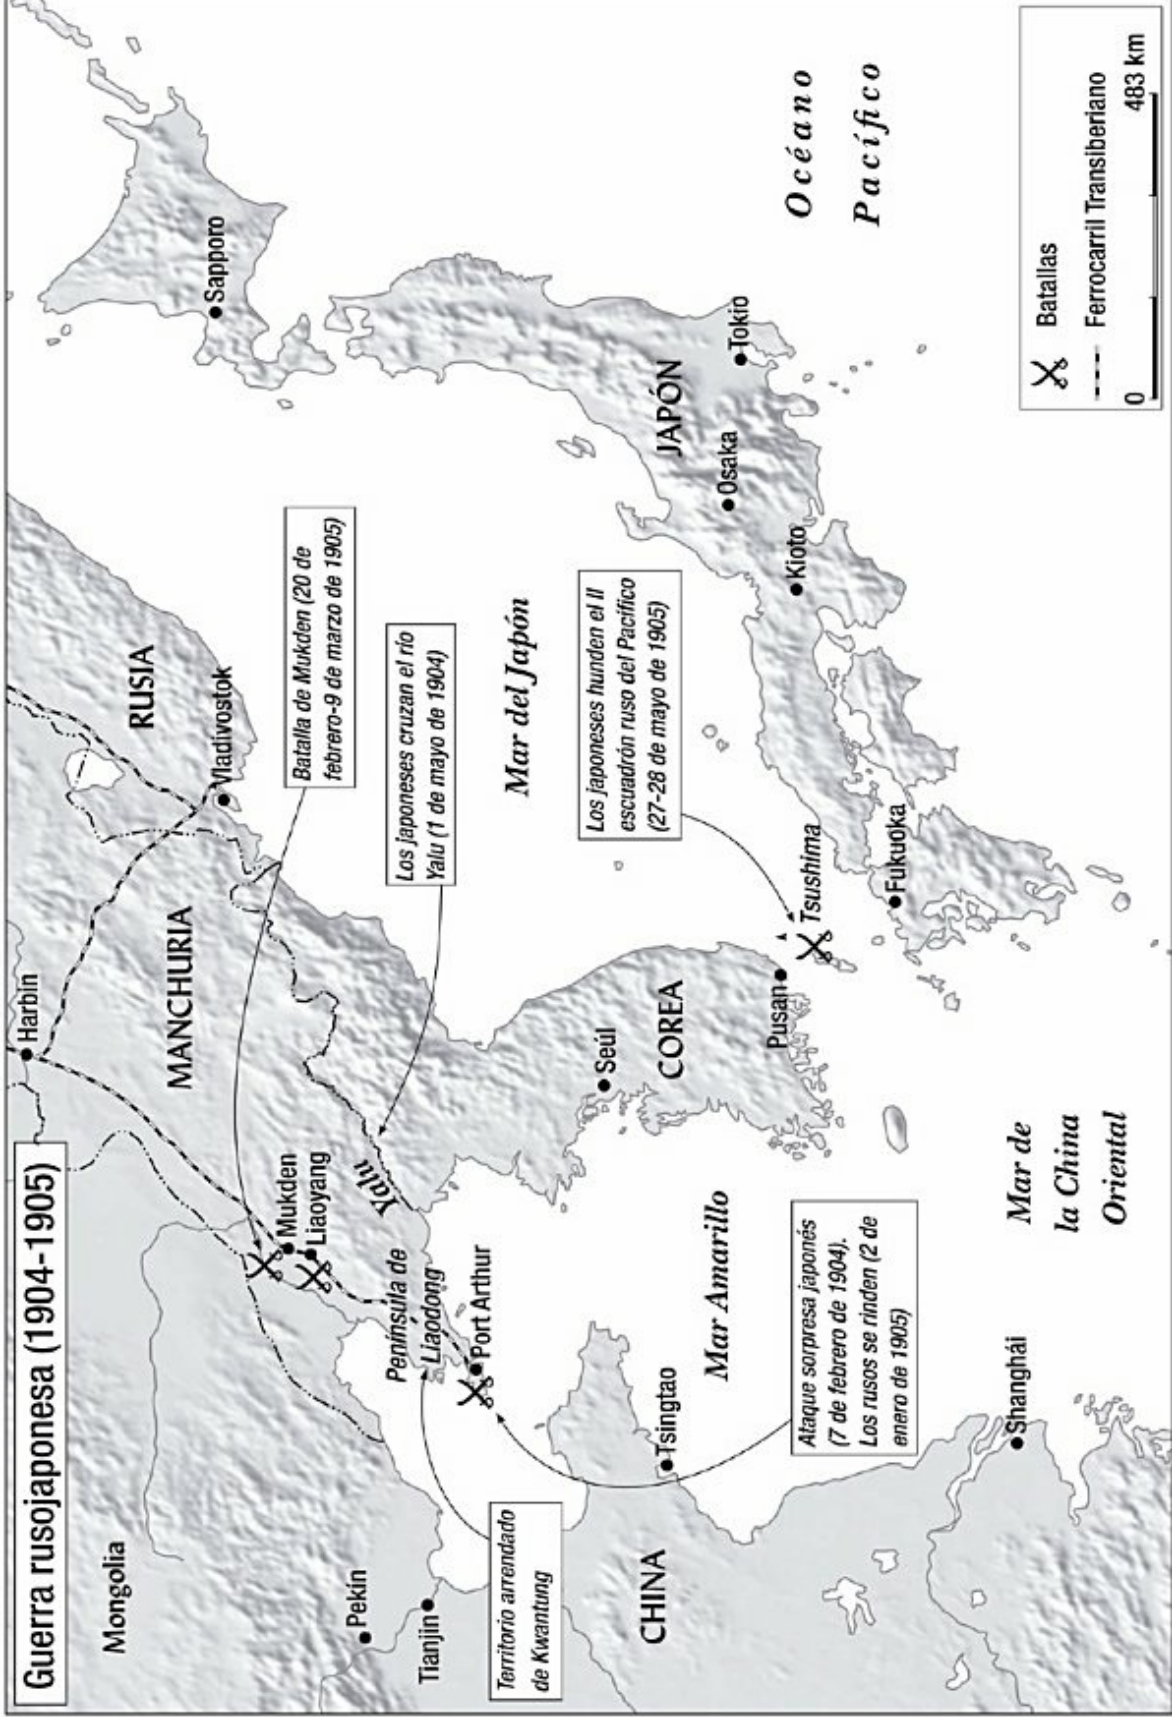 Guerra rusojaponesa (1904-1905)
Mongolia
Harbin
MANCHURIA
RUSIA
Vladivostok
Sapporo
Batalla de Mukden (20 de
febrero-9 de marzo de 1905)
Los japoneses cruzan el río
Yalu (1 de mayo de 1904)
Mukden
Liaoyang
Yalu
Península de
Liaodong
Port Arthur
Pekín
Tianjin
Territorio arrendado
de Kwantung
Mar del Japón
Los japoneses hunden el II
escuadrón ruso del Pacífico
(27-28 de mayo de 1905)
Seúl
COREA
Pusan
Tsushima
Fukuoka
JAPÓN
Osaka
Kioto
Tokio
Océano
Pacífico
CHINA
Tsingtao
Mar Amarillo
Ataque sorpresa japonés
(7 de febrero de 1904).
Los rusos se rinden (2 de
enero de 1905)
Shanghái
Mar de
la China
Oriental
Batallas
Ferrocarril Transiberiano
0
483 km